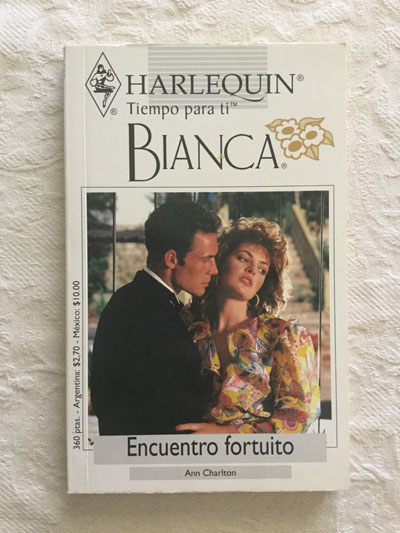 HARLEQUIN®
Tiempo para ti™
BIANCA®
®
360 ptas. - Argentina: $2,70 - México: $10.00
Encuentro fortuito
Ann Charlton